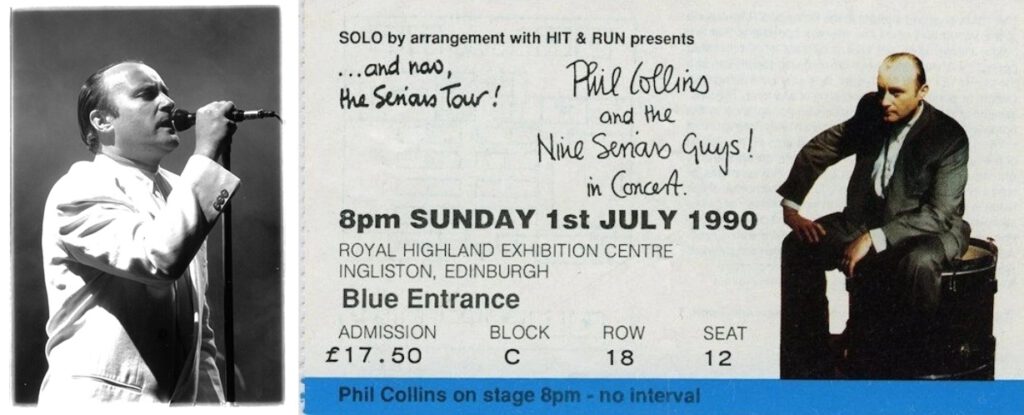 SOLO by arrangement with HIT & RUN presents
...and now,
the Serious Tour!
Phil Collins
and the
Nine Serious Guys!
in Concert.
8pm SUNDAY 1st JULY 1990
ROYAL HIGHLAND EXHIBITION CENTRE
INGLISTON, EDINBURGH
Blue Entrance
ADMISSION BLOCK ROW SEAT
£17.50 C 18 12
Phil Collins on stage 8pm - no interval